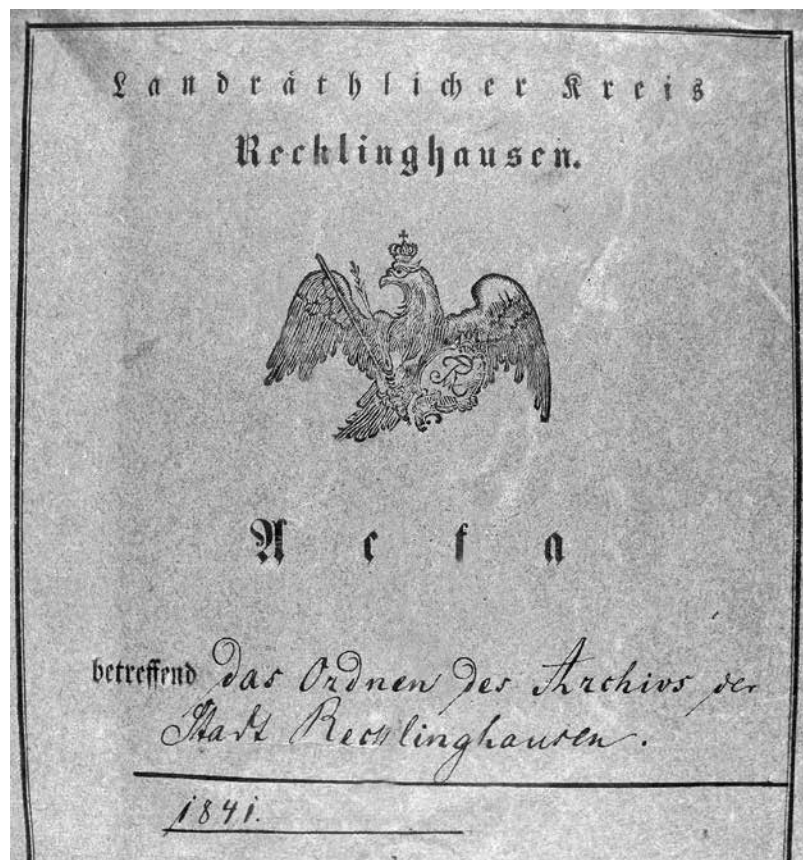 Landräthlicher Kreis
Recklinghausen.
Acta
betreffend das Ordnen des Archivs der
Stadt Recklinghausen.
1841.